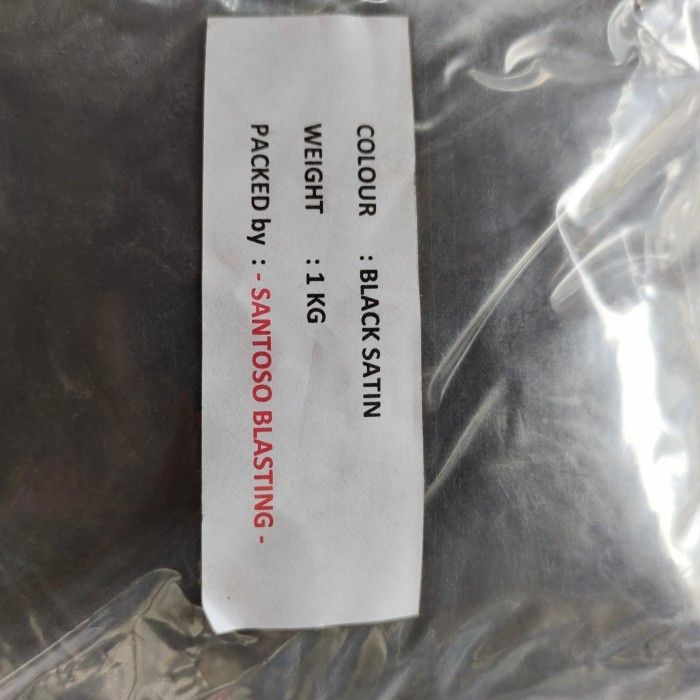 COLOUR : BLACK SATIN
WEIGHT : 1 KG
PACKED by : - SANTOSO BLASTING -